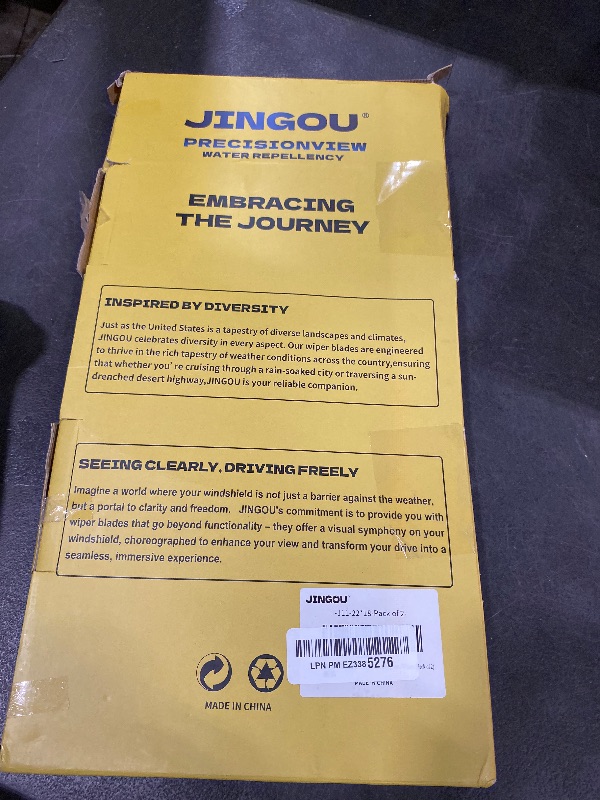 JINGOU®
PRECISIONVIEW
WATER REPELLENCY
EMBRACING
THE JOURNEY
INSPIRED BY DIVERSITY
Just as the United States is a tapestry of diverse landscapes and climates,
JINGOU celebrates diversity in every aspect. Our wiper blades are engineered
to thrive in the rich tapestry of weather conditions across the country,ensuring
that whether you're cruising through a rain-soaked city or traversing a sun-
drenched desert highway,JINGOU is your reliable companion.
SEEING CLEARLY, DRIVING FREELY
Imagine a world where your windshield is not just a barrier against the weather,
but a portal to clarity and freedom. JINGOU's commitment is to provide you with
wiper blades that go beyond functionality – they offer a visual symphony on your
windshield, choreographed to enhance your view and transform your drive into a
seamless, immersive experience.
JINGOU
Pack of 2
LPN PM EZ3385276
MADE IN CHINA
MADE IN CHINA